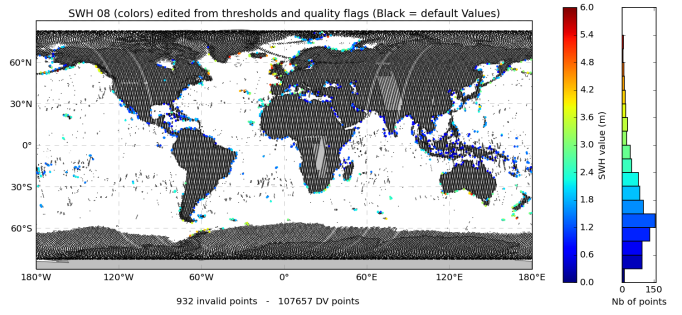 SWH 08 (colors) edited from thresholds and quality flags (Black = default Values)
60°N
30°N
0°
30°S
60°S
180°W 120°W 60°W 0° 60°E 120°E 180°E
932 invalid points - 107657 DV points
6.0
5.4
4.8
4.2
3.6
3.0
2.4
1.8
1.2
0.6
0.0
SWH value (m)
0 150
Nb of points